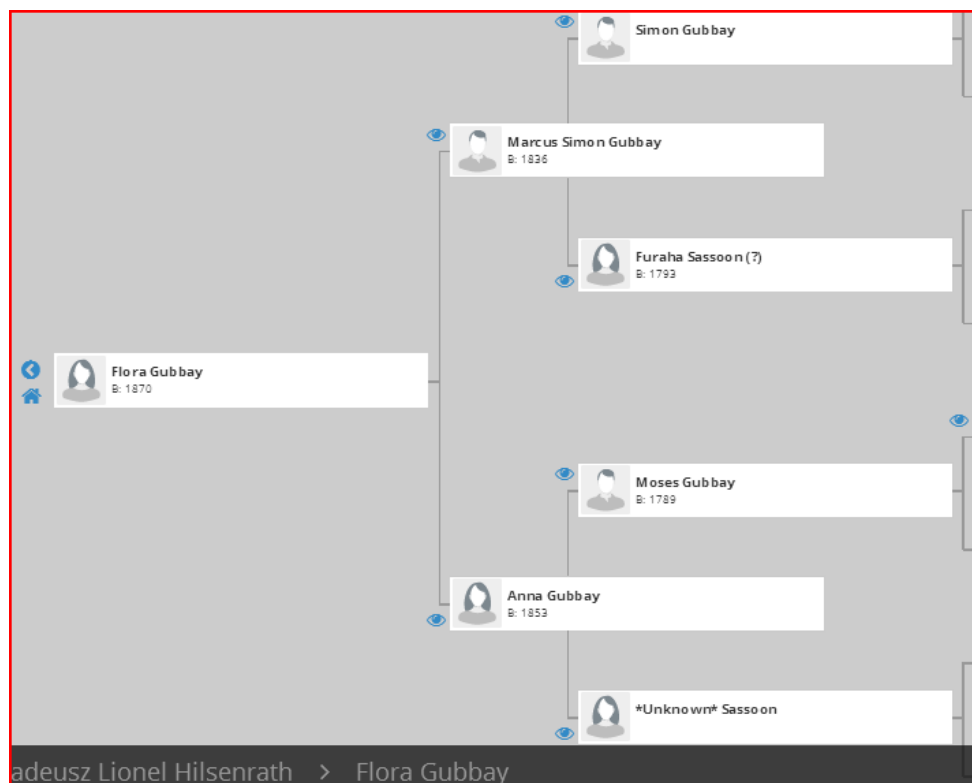 Simon Gubbay
Marcus Simon Gubbay
B: 1836
Furaha Sassoon (?)
B: 1793
Flora Gubbay
B: 1870
Moses Gubbay
B: 1789
Anna Gubbay
B: 1853
*Unknown* Sassoon
adeusz Lionel Hilsenrath > Flora Gubbay